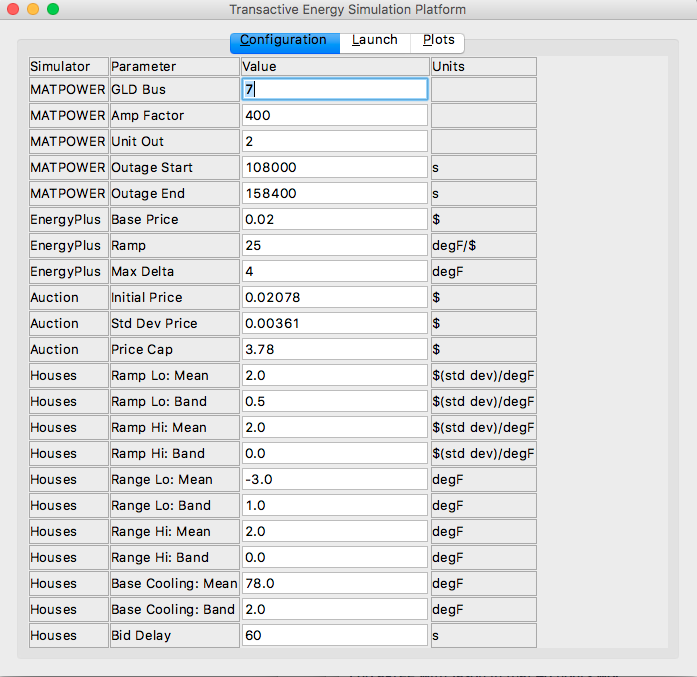 Transactive Energy Simulation Platform
Configuration Launch Plots
Simulator Parameter Value Units
MATPOWER GLD Bus 7
MATPOWER Amp Factor 400
MATPOWER Unit Out 2
MATPOWER Outage Start 108000 s
MATPOWER Outage End 158400 s
EnergyPlus Base Price 0.02 $
EnergyPlus Ramp 25 degF/$
EnergyPlus Max Delta 4 degF
Auction Initial Price 0.02078 $
Auction Std Dev Price 0.00361 $
Auction Price Cap 3.78 $
Houses Ramp Lo: Mean 2.0 $(std dev)/degF
Houses Ramp Lo: Band 0.5 $(std dev)/degF
Houses Ramp Hi: Mean 2.0 $(std dev)/degF
Houses Ramp Hi: Band 0.0 $(std dev)/degF
Houses Range Lo: Mean -3.0 degF
Houses Range Lo: Band 1.0 degF
Houses Range Hi: Mean 2.0 degF
Houses Range Hi: Band 0.0 degF
Houses Base Cooling: Mean 78.0 degF
Houses Base Cooling: Band 2.0 degF
Houses Bid Delay 60 s